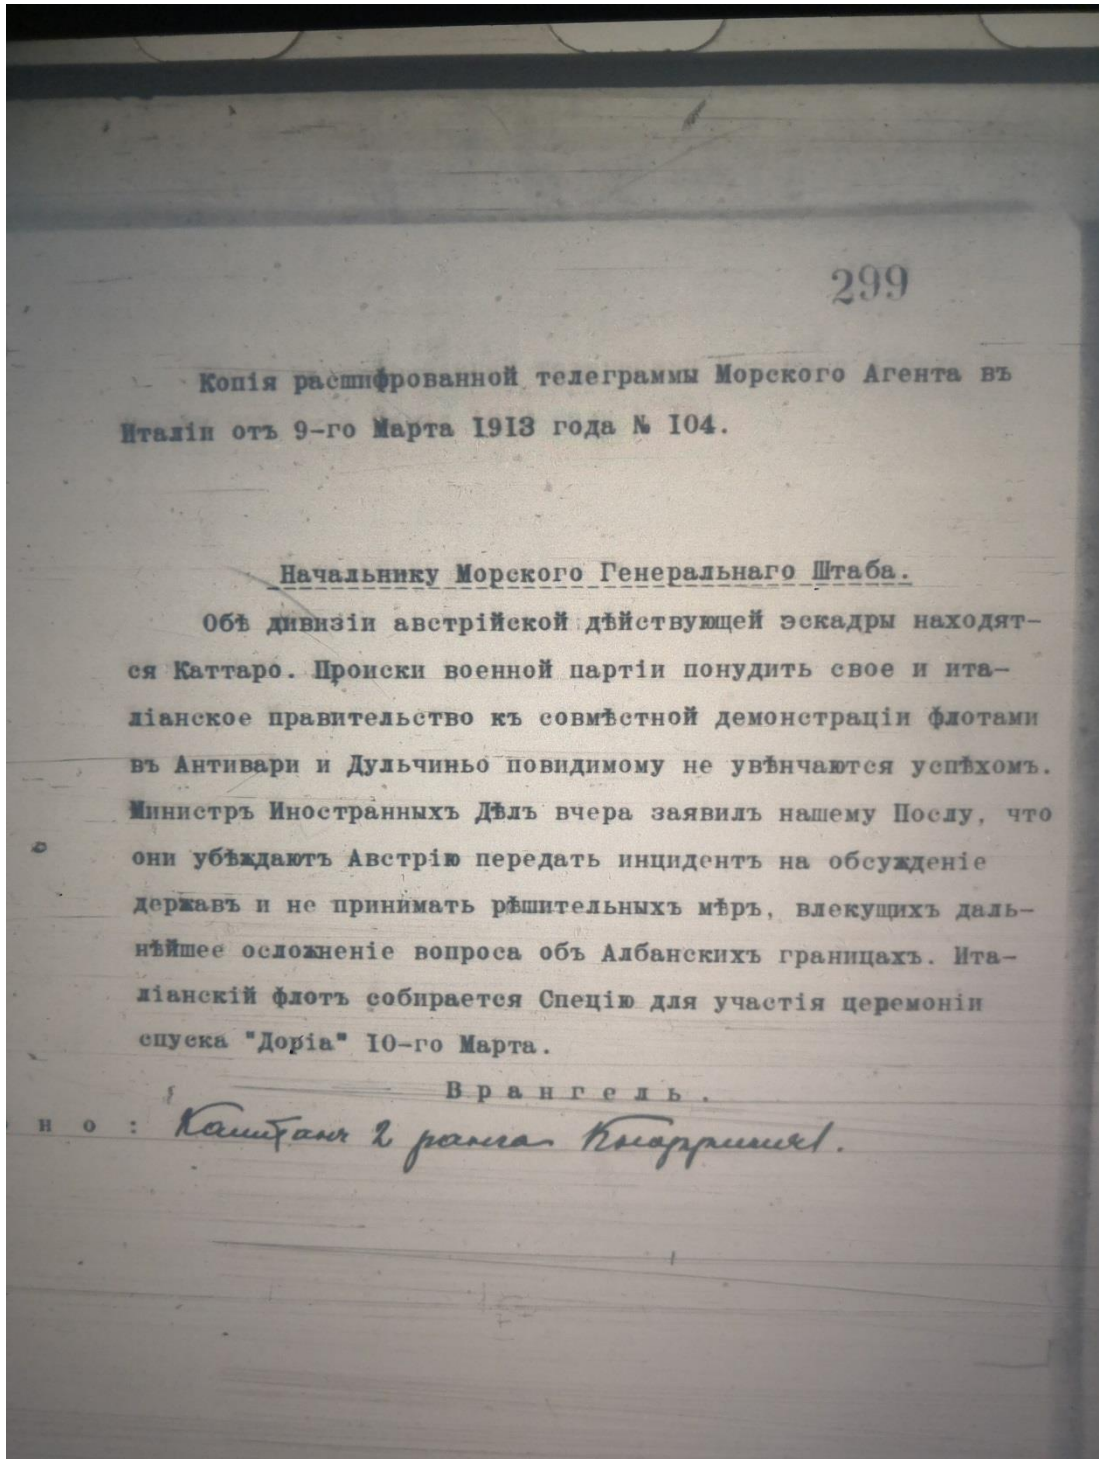 299
Копія расшифрованной телеграммы Морского Агента въ
Италіи отъ 9-го Марта 1913 года № 104.
Начальнику Морского Генеральнаго Штаба.
Обѣ дивизіи австрійской дѣйствующей эскадры находят-
ся Каттаро. Происки военной партіи понудить свое и ита-
ліанское правительство къ совмѣстной демонстраціи флотами
въ Антивари и Дульчиньо повидимому не увѣнчаются успѣхомъ.
Министръ Иностранныхъ Дѣлъ вчера заявилъ нашему Послу, что
они убѣждаютъ Австрію передать инцидентъ на обсужденіе
державъ и не принимать рѣшительныхъ мѣръ, влекущихъ даль-
нѣйшее осложненіе вопроса объ Албанскихъ границахъ. Ита-
ліанскій флотъ собирается Спецію для участія церемоніи
спуска "Доріа" 10-го Марта.
Врангель.
но: Капитанъ 2 ранга